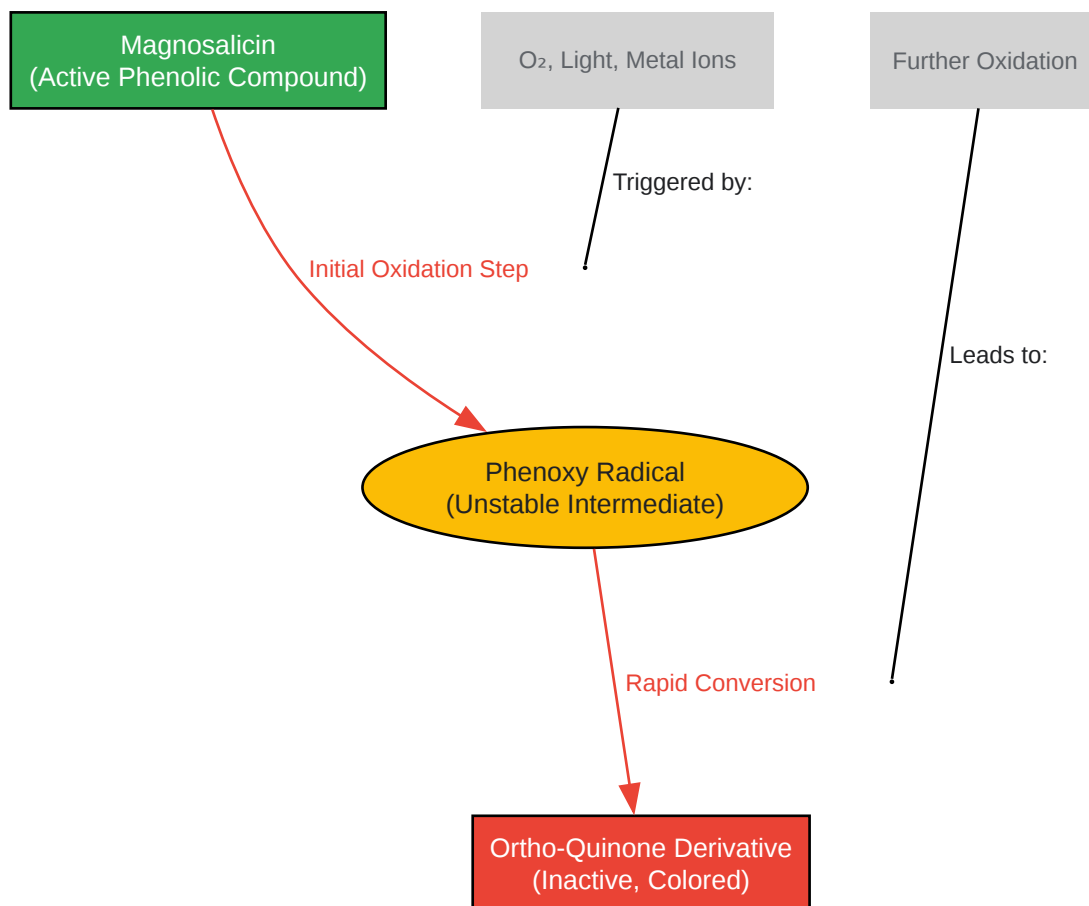 Magnosalicin
(Active Phenolic Compound)
O₂, Light, Metal Ions
Further Oxidation
Triggered by:
Initial Oxidation Step
Leads to:
Phenoxy Radical
(Unstable Intermediate)
Rapid Conversion
Ortho-Quinone Derivative
(Inactive, Colored)